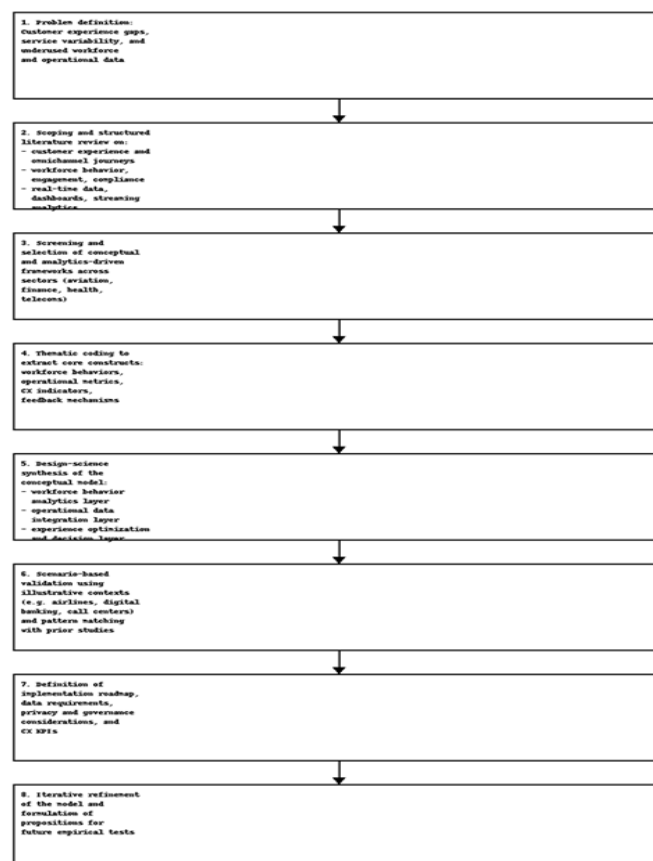 1. Problem definition:
Customer experience gaps,
service variability, and
underused workforce
and operational data
2. Scoping and structured
literature review on:
- customer experience and
omnichannel journeys
- workforce behavior,
engagement, compliance
- real-time data,
dashboards, streaming
analytics
3. Screening and
selection of conceptual
and analytics-driven
frameworks across
sectors (aviation,
finance, health,
telecoms)
4. Thematic coding to
extract core constructs:
workforce behaviors,
operational metrics,
CX indicators,
feedback mechanisms
5. Design-science
synthesis of the
conceptual model:
- workforce behavior
analytics layer
- operational data
integration layer
- experience optimization
and decision layer
6. Scenario-based
validation using
illustrative contexts
(e.g. airlines, digital
banking, call centers)
and pattern matching
with prior studies
7. Definition of
implementation roadmap,
data requirements,
privacy and governance
considerations, and
CX KPIs
8. Iterative refinement
of the model and
formulation of
propositions for
future empirical tests